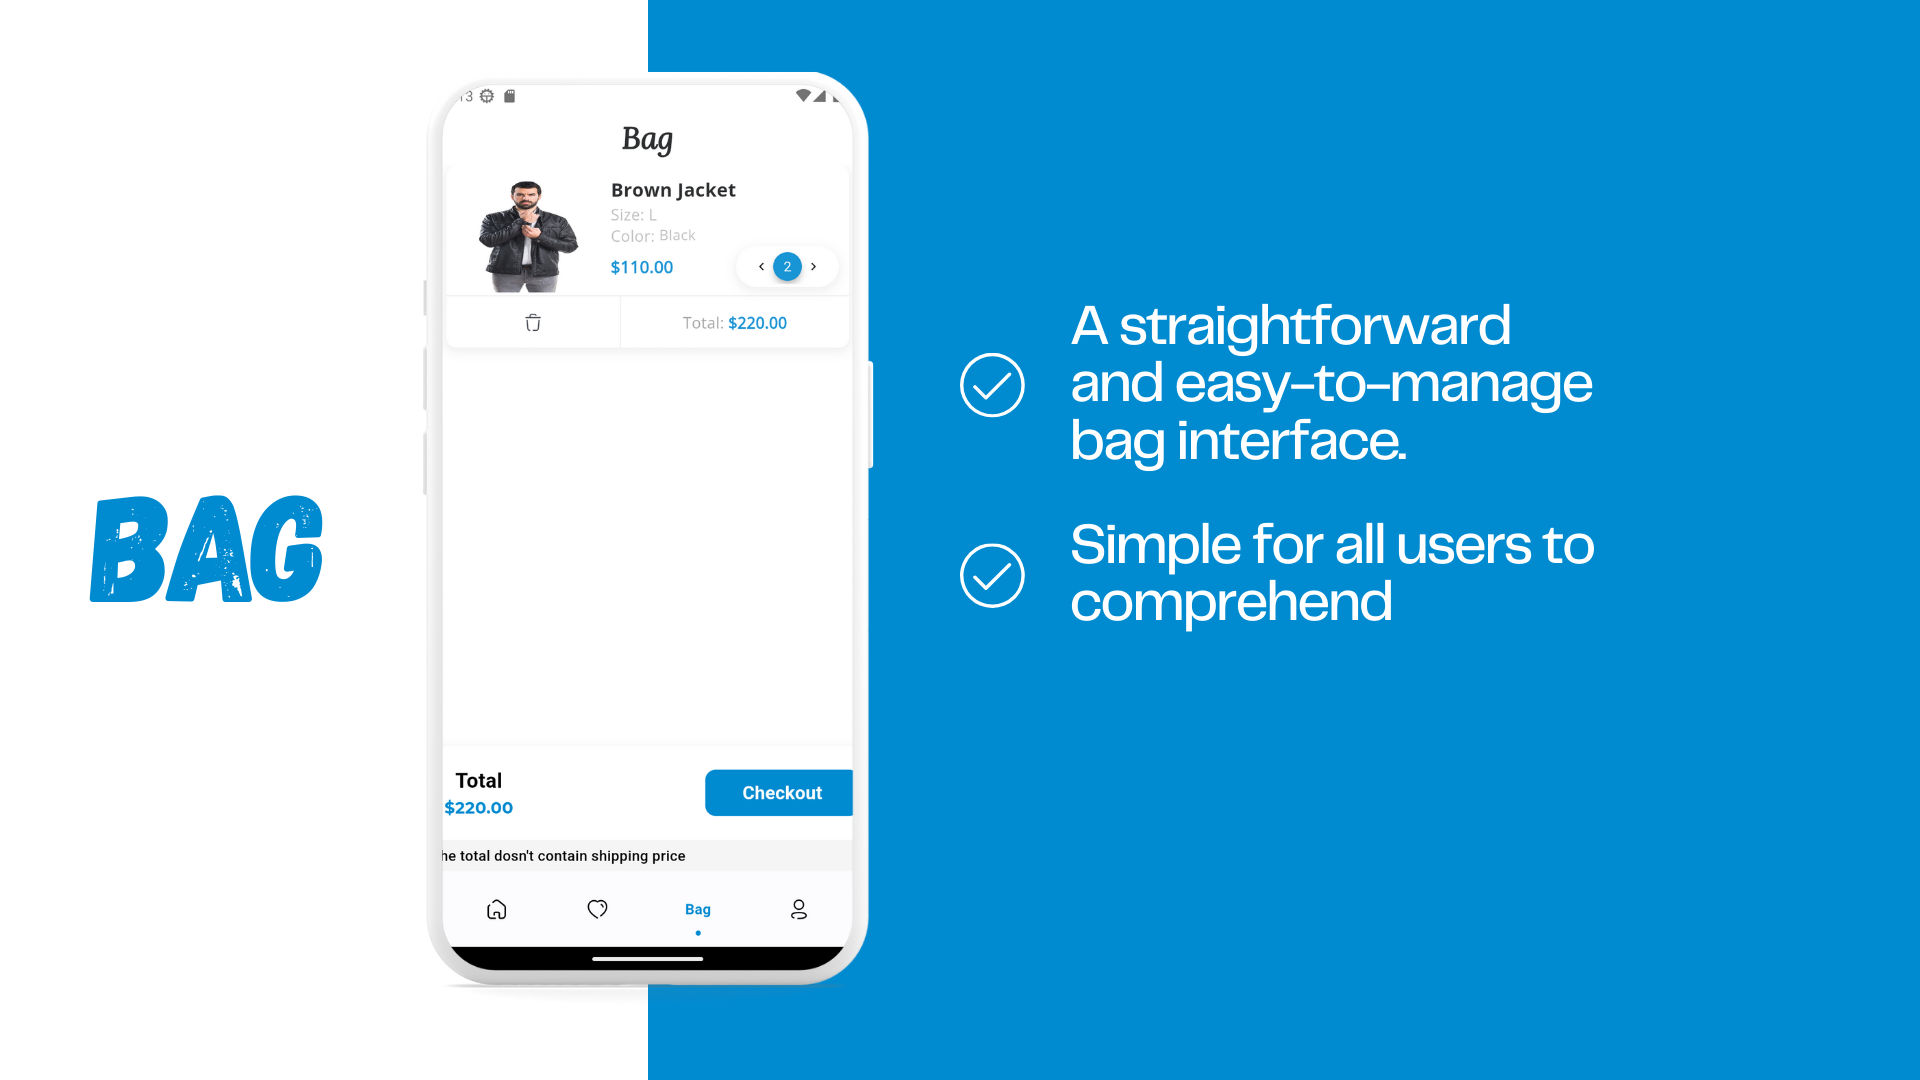 BAG
13
Bag
Brown Jacket
Size: L
Color: Black
$110.00
2
Total: $220.00
Total
$220.00
Checkout
he total dosn't contain shipping price
Bag
A straightforward
and easy-to-manage
bag interface.
Simple for all users to
comprehend